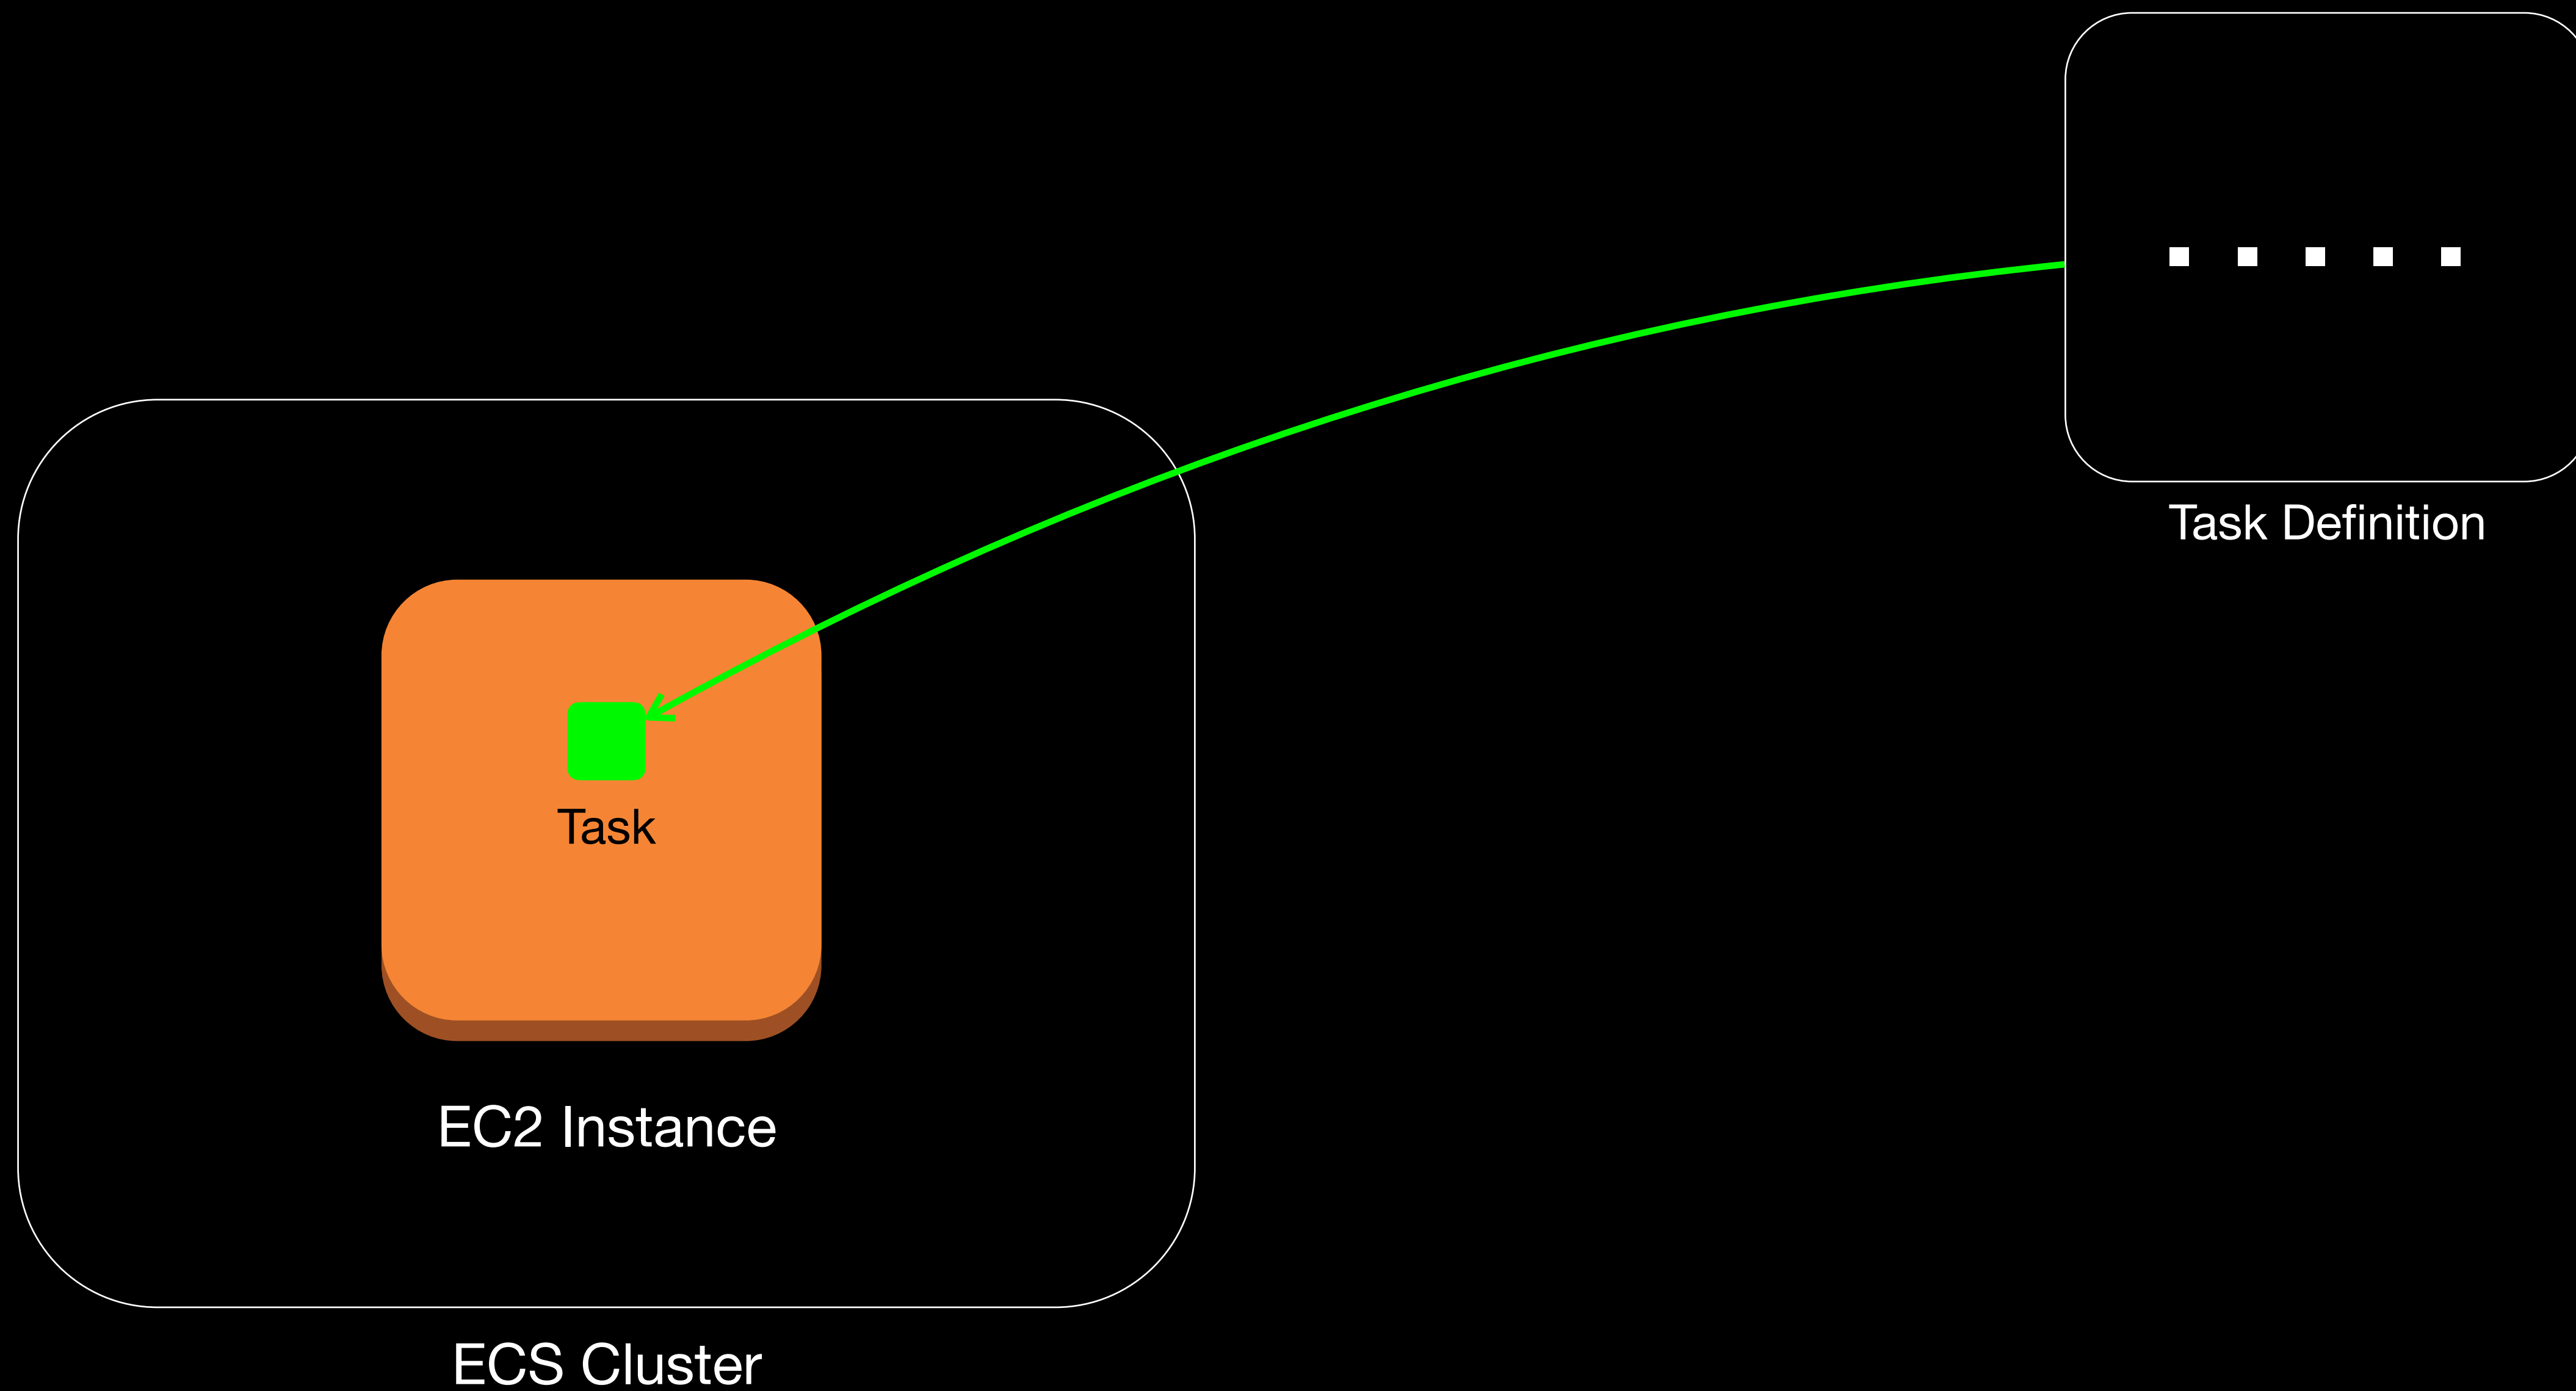 Task Definition
Task
EC2 Instance
ECS Cluster